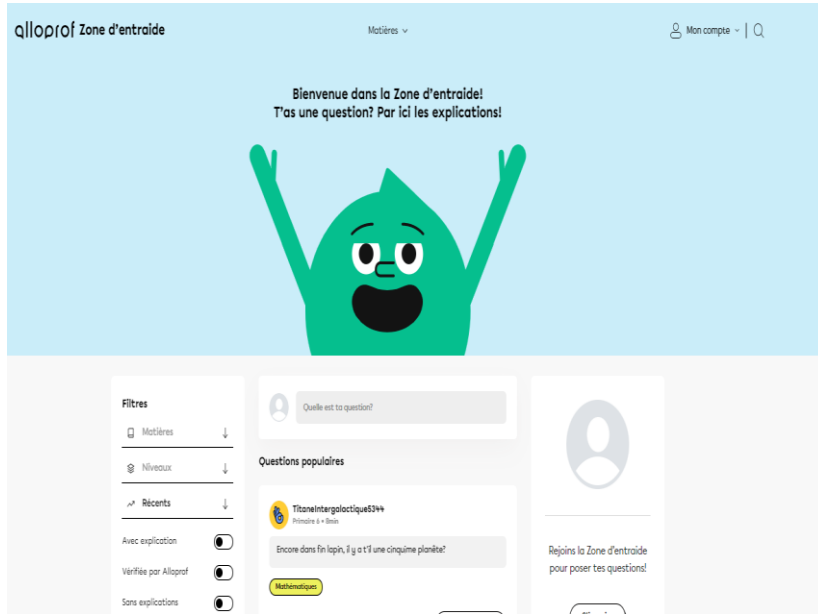 alloprof Zone d'entraide
Matières
Mon compte
Bienvenue dans la Zone d'entraide!
T'as une question? Par ici les explications!
Filtres
Matières
Niveaux
Récents
Avec explication
Vérifiée par Alloprof
Sans explications
Quelle est ta question?
Questions populaires
TitaneIntergalactique5344
Primaire 6 • 8min
Encore dans fin lapin, il y a t'il une cinquime planéte?
Mathématiques
Rejoins la Zone d'entraide
pour poser tes questions!